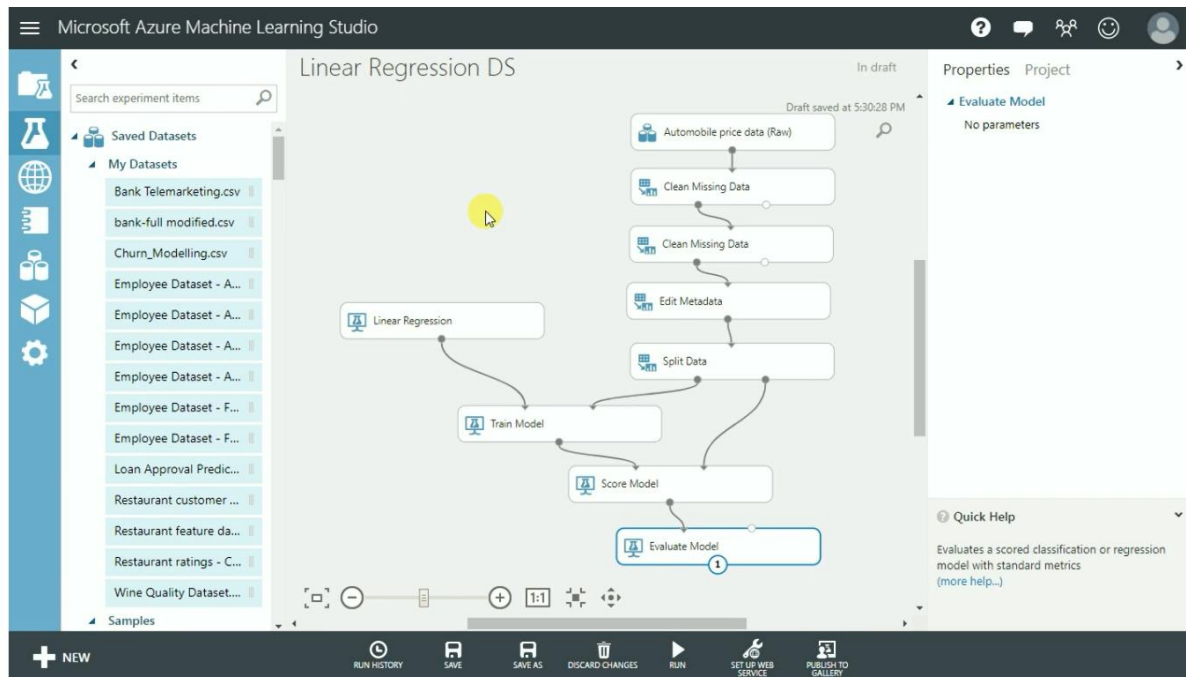 Microsoft Azure Machine Learning Studio
Search experiment items
Saved Datasets
My Datasets
Bank Telemarketing.csv
bank-full modified.csv
Churn_Modelling.csv
Employee Dataset - A...
Employee Dataset - A...
Employee Dataset - A...
Employee Dataset - A...
Employee Dataset - F...
Employee Dataset - F...
Loan Approval Predic...
Restaurant customer ...
Restaurant feature da...
Restaurant ratings - C...
Wine Quality Dataset....
Samples
Linear Regression DS
In draft
Draft saved at 5:30:28 PM
Automobile price data (Raw)
Clean Missing Data
Clean Missing Data
Edit Metadata
Linear Regression
Split Data
Train Model
Score Model
Evaluate Model
1
1:1
Properties Project
Evaluate Model
No parameters
Quick Help
Evaluates a scored classification or regression
model with standard metrics
(more help...)
NEW
RUN HISTORY
SAVE
SAVE AS
DISCARD CHANGES
RUN
SET UP WEB
SERVICE
PUBLISH TO
GALLERY